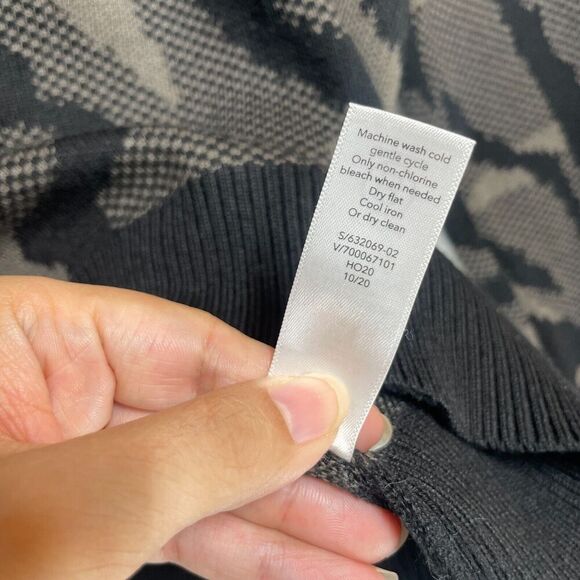 Machine wash cold
gentle cycle
Only non-chlorine
bleach when needed
Dry flat
Cool iron
Or dry clean
S/632069-02
V/700067101
HO20
10/20